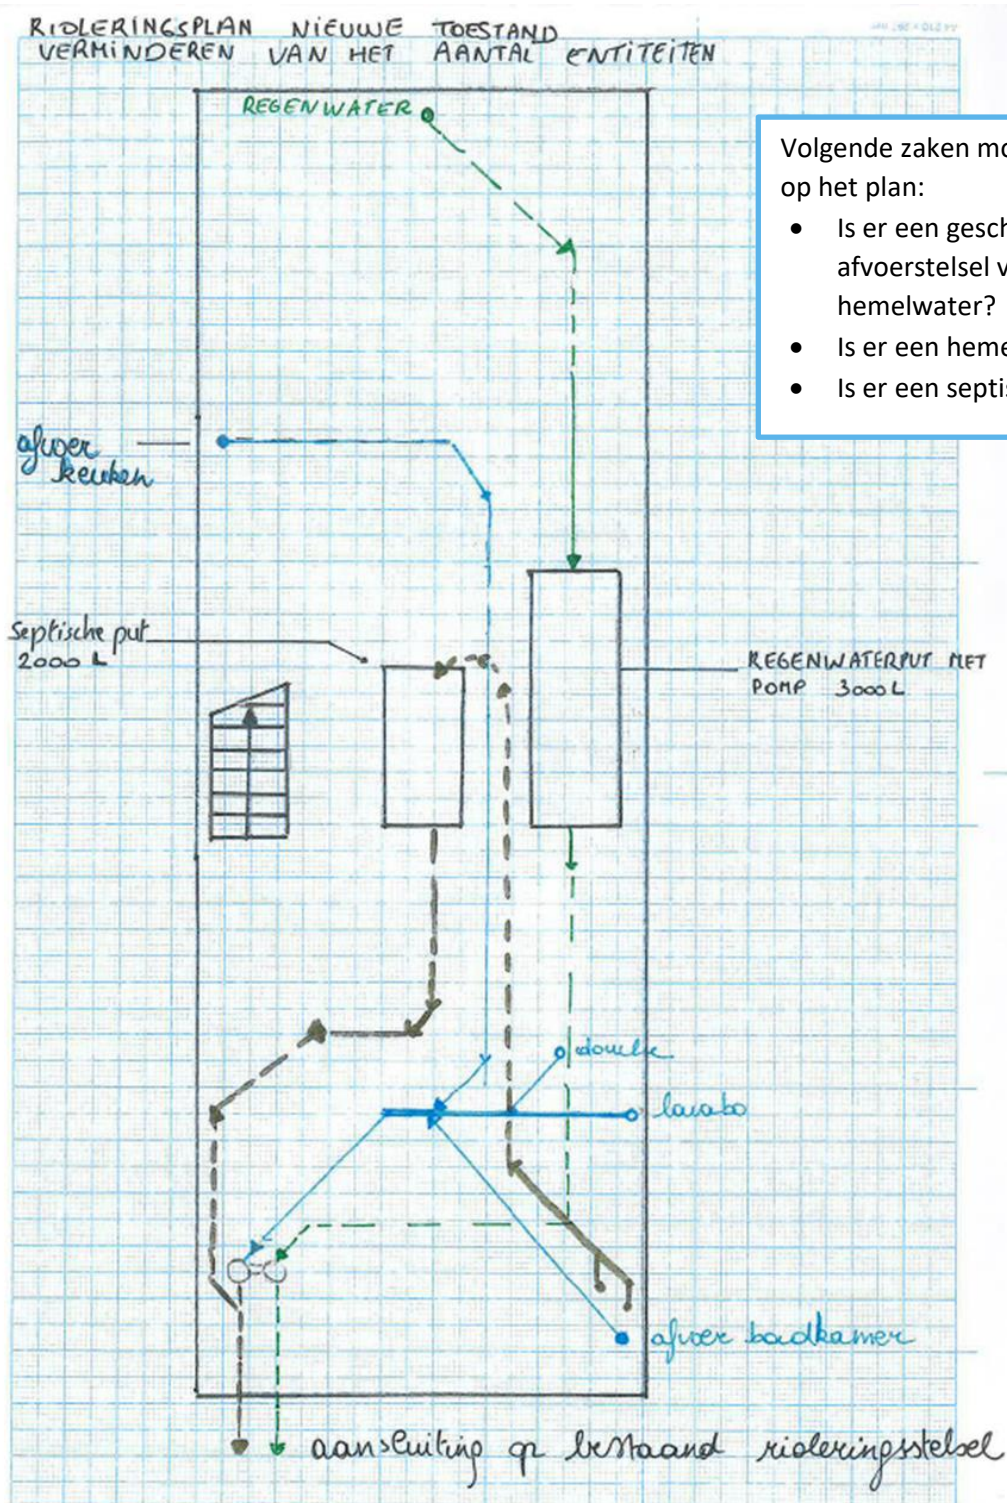 RIOLERINGSPLAN NIEUWE TOESTAND
VERMINDEREN VAN HET AANTAL ENTITEITEN
REGENWATER
Volgende zaken mo
op het plan:
• Is er een gesch
afvoerstelsel v
hemelwater?
• Is er een heme
• Is er een septis
afvoer
keuken
Septische put
2000 L
REGENWATERPUT MET
POMP 3000L
douche
lavabo
afvoer badkamer
aansluiting op bestaand rioleringsstelsel